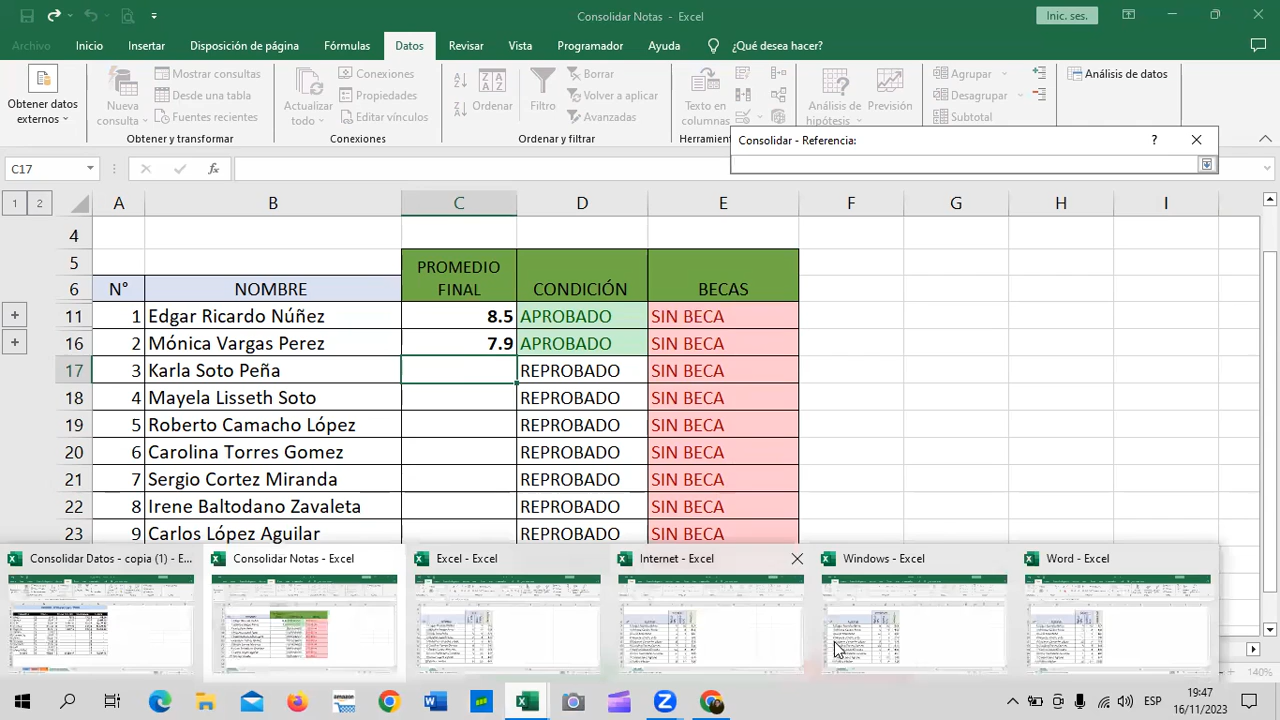 Consolidar Notas - Excel
Inic. ses.
Archivo Inicio Insertar Disposición de página Fórmulas Datos Revisar Vista Programador Ayuda ¿Qué desea hacer?
Obtener datos externos
Nueva consulta
Mostrar consultas
Desde una tabla
Fuentes recientes
Obtener y transformar
Actualizar todo
Conexiones
Propiedades
Editar vínculos
Conexiones
Ordenar
Filtro
Borrar
Volver a aplicar
Avanzadas
Ordenar y filtrar
Texto en columnas
Herramient
Análisis de hipótesis
Previsión
Agrupar
Desagrupar
Subtotal
Análisis de datos
Consolidar - Referencia: ?
C17 fx
1 2 A B C D E F G H I
4
5 PROMEDIO
6 N° NOMBRE FINAL CONDICIÓN BECAS
11 1 Edgar Ricardo Núñez 8.5 APROBADO SIN BECA
16 2 Mónica Vargas Perez 7.9 APROBADO SIN BECA
17 3 Karla Soto Peña REPROBADO SIN BECA
18 4 Mayela Lisseth Soto REPROBADO SIN BECA
19 5 Roberto Camacho López REPROBADO SIN BECA
20 6 Carolina Torres Gomez REPROBADO SIN BECA
21 7 Sergio Cortez Miranda REPROBADO SIN BECA
22 8 Irene Baltodano Zavaleta REPROBADO SIN BECA
23 9 Carlos López Aguilar REPROBADO SIN BECA
Consolidar Datos - copia (1) - E... Consolidar Notas - Excel Excel - Excel Internet - Excel Windows - Excel Word - Excel
140%
amazon
ESP
19:47
16/11/2023